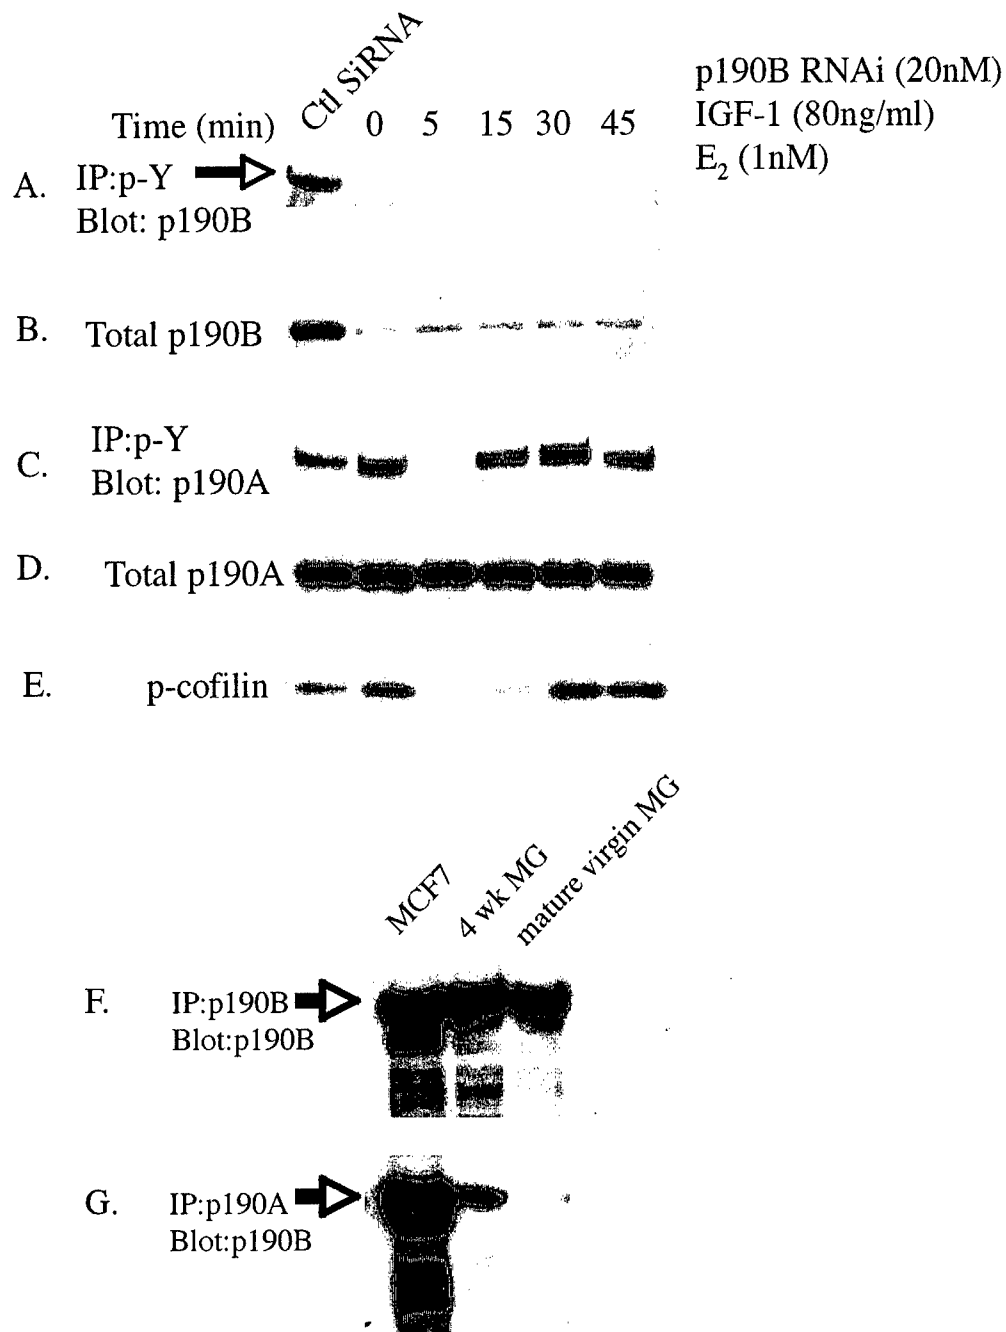 Ctl SiRNA
Time (min) 0 5 15 30 45
p190B RNAi (20nM)
IGF-1 (80ng/ml)
E₂ (1nM)
A. IP:p-Y
Blot: p190B
B. Total p190B
C. IP:p-Y
Blot: p190A
D. Total p190A
E. p-cofilin
MCF7
4 wk MG
mature virgin MG
F. IP:p190B
Blot:p190B
G. IP:p190A
Blot:p190B